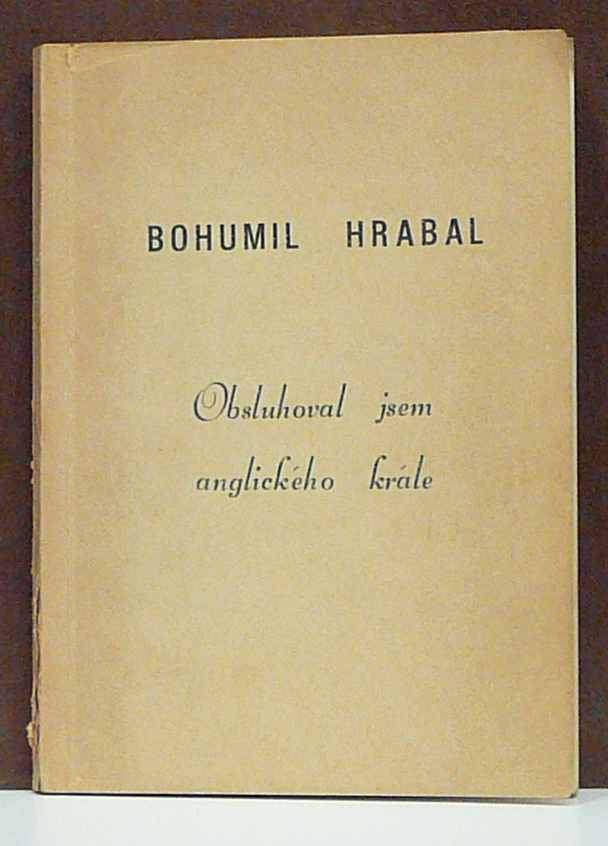 BOHUMIL HRABAL
Obsluhoval jsem
anglického krále